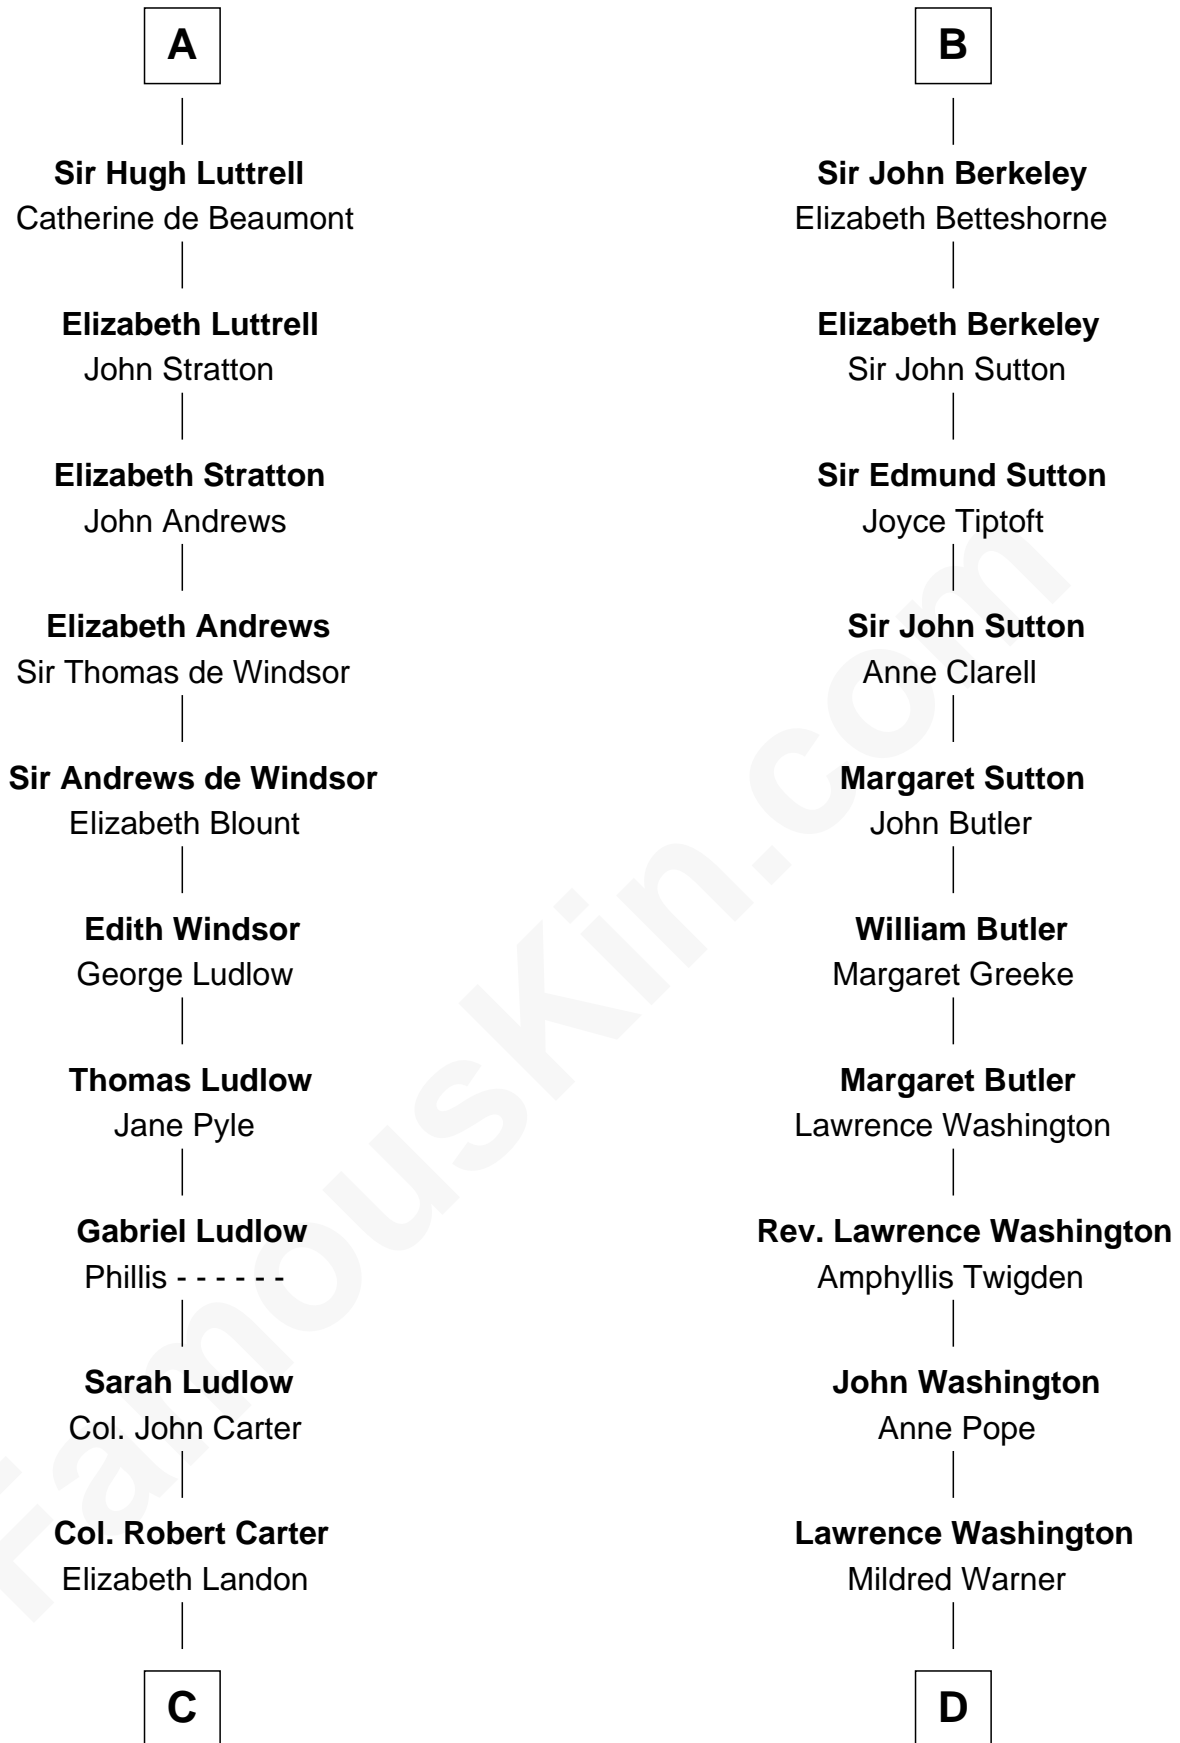 A
Sir Hugh Luttrell
Catherine de Beaumont
Elizabeth Luttrell
John Stratton
Elizabeth Stratton
John Andrews
Elizabeth Andrews
Sir Thomas de Windsor
Sir Andrews de Windsor
Elizabeth Blount
Edith Windsor
George Ludlow
Thomas Ludlow
Jane Pyle
Gabriel Ludlow
Phillis - - - - - -
Sarah Ludlow
Col. John Carter
Col. Robert Carter
Elizabeth Landon
C
B
Sir John Berkeley
Elizabeth Betteshorne
Elizabeth Berkeley
Sir John Sutton
Sir Edmund Sutton
Joyce Tiptoft
Sir John Sutton
Anne Clarell
Margaret Sutton
John Butler
William Butler
Margaret Greeke
Margaret Butler
Lawrence Washington
Rev. Lawrence Washington
Amphyllis Twigden
John Washington
Anne Pope
Lawrence Washington
Mildred Warner
D
FamousKin.com